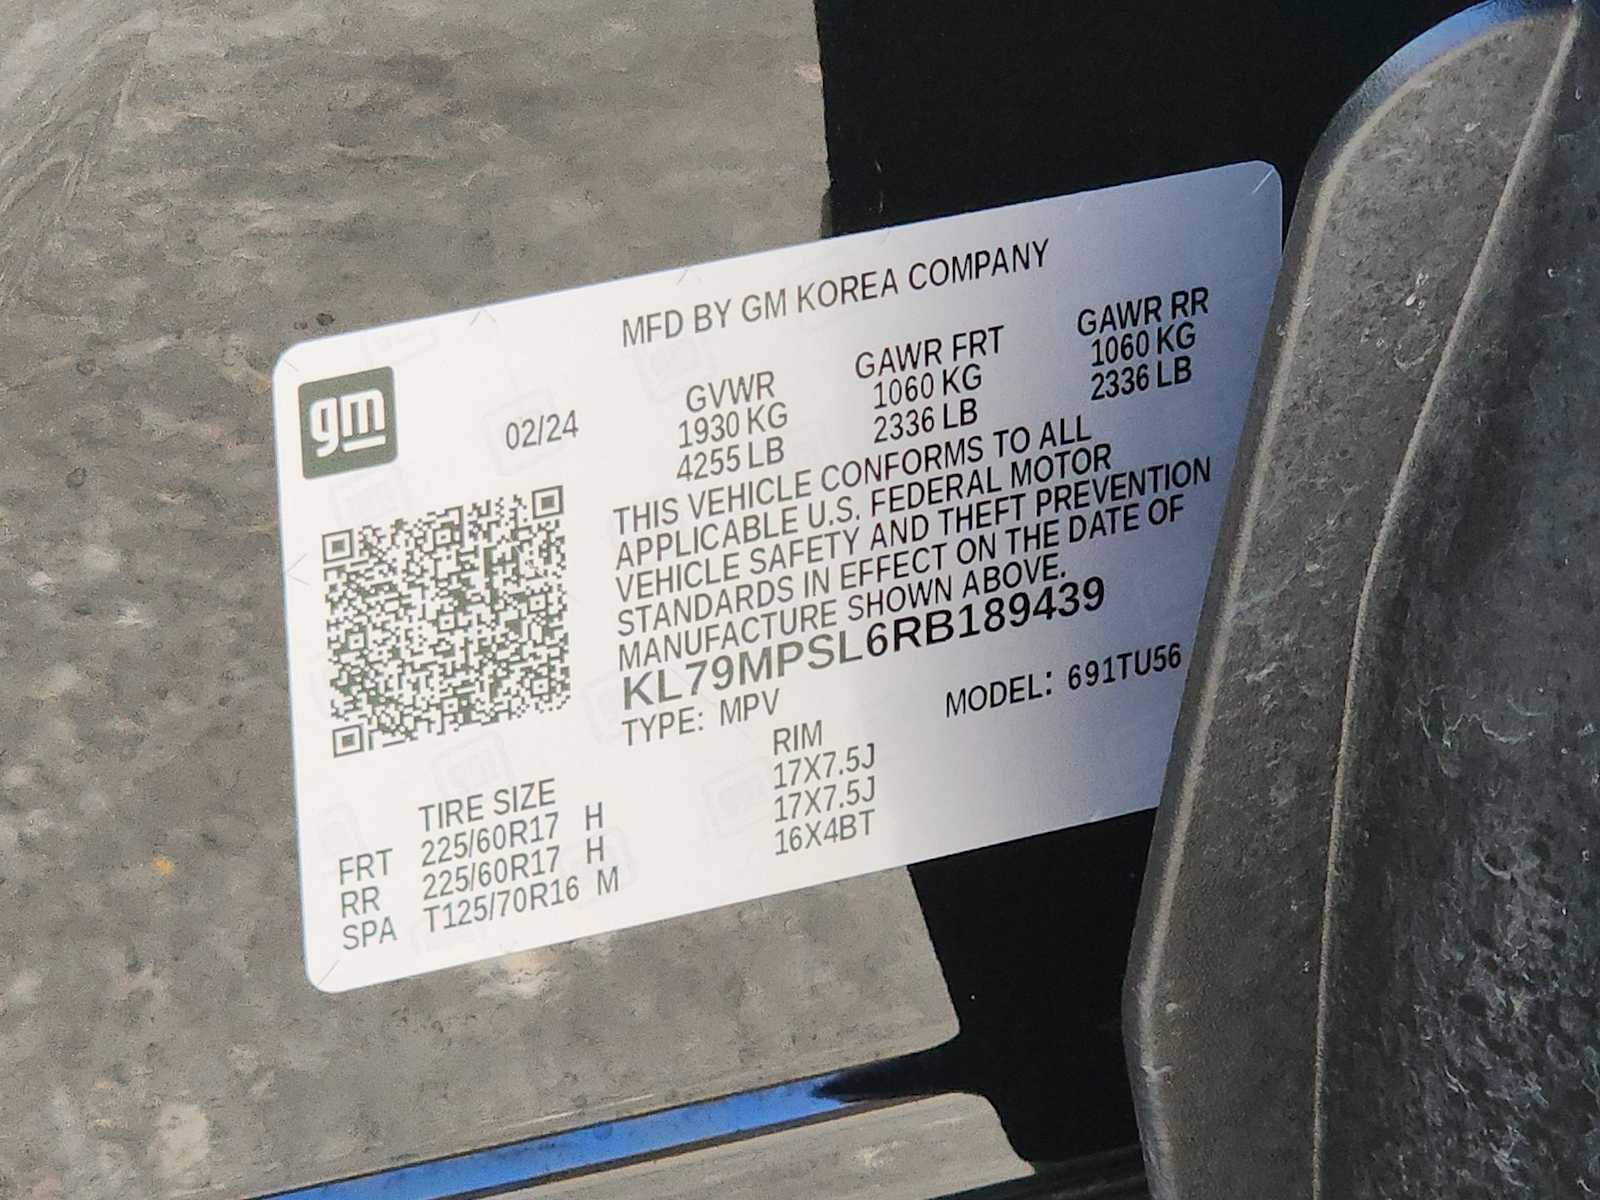 MFD BY GM KOREA COMPANY
gm
02/24
GVWR GAWR FRT GAWR RR
1930 KG 1060 KG 1060 KG
4255 LB 2336 LB 2336 LB
THIS VEHICLE CONFORMS TO ALL
APPLICABLE U.S. FEDERAL MOTOR
VEHICLE SAFETY AND THEFT PREVENTION
STANDARDS IN EFFECT ON THE DATE OF
MANUFACTURE SHOWN ABOVE.
KL79MPSL6RB189439
TYPE: MPV MODEL: 691TU56
TIRE SIZE RIM
FRT 225/60R17 H 17X7.5J
RR 225/60R17 H 17X7.5J
SPA T125/70R16 M 16X4BT